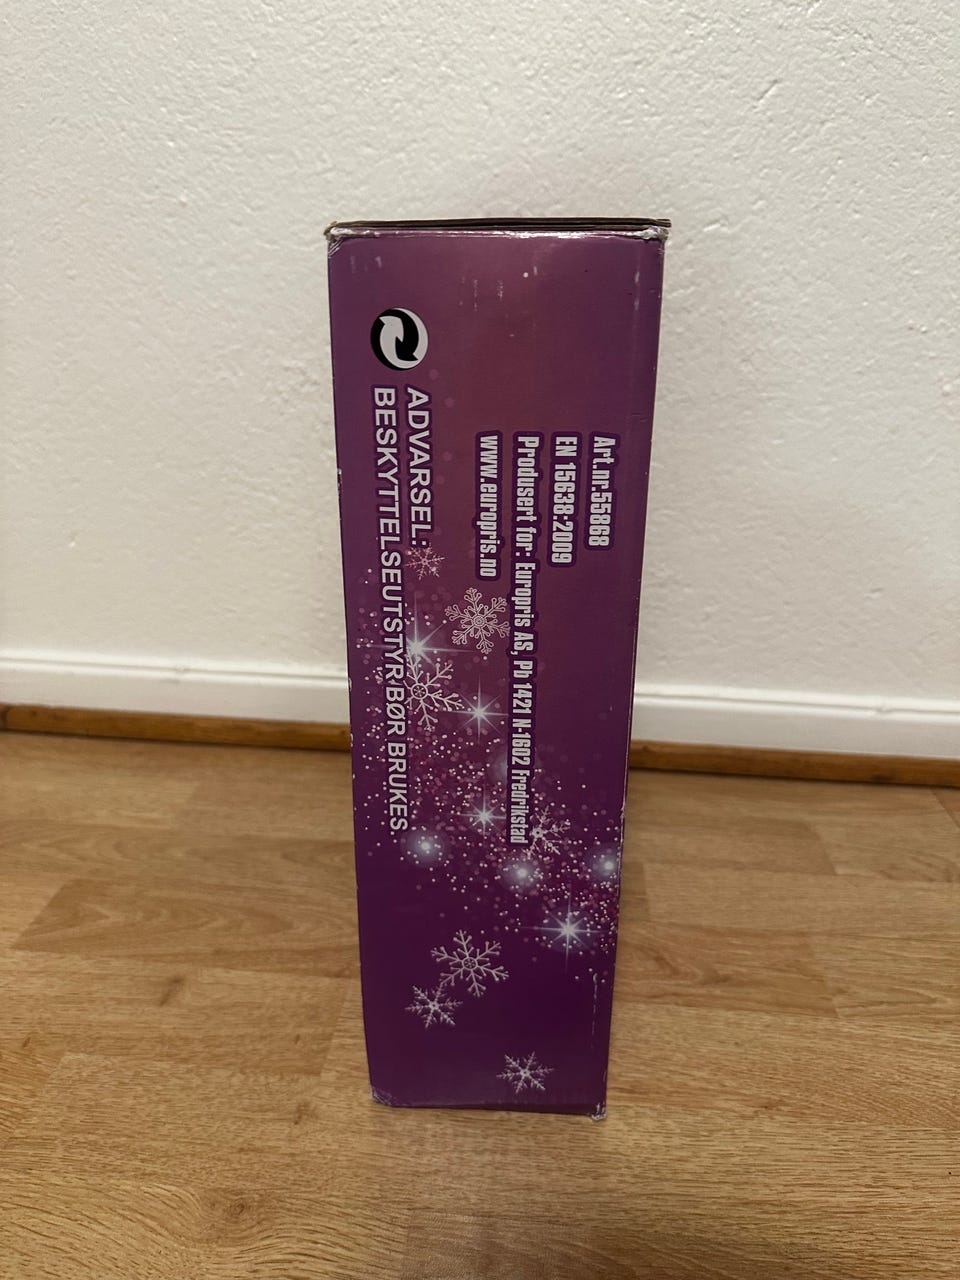 Art.nr.55868
EN 15638:2009
Produsert for: Europris AS, Pb 1421 N-1602 Fredrikstad
www.europris.no
ADVARSEL:
BESKYTTELSEUTSTYR BØR BRUKES.